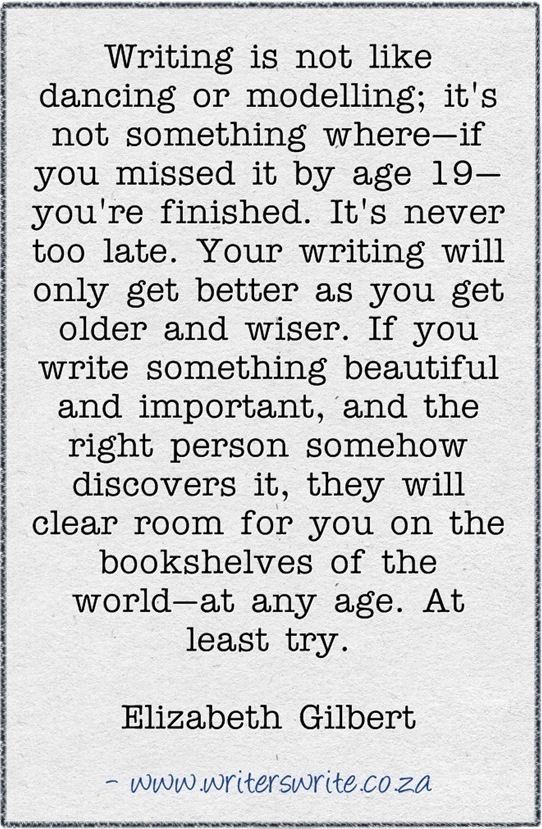 Writing is not like
dancing or modelling; it's
not something where—if
you missed it by age 19—
you're finished. It's never
too late. Your writing will
only get better as you get
older and wiser. If you
write something beautiful
and important, and the
right person somehow
discovers it, they will
clear room for you on the
bookshelves of the
world—at any age. At
least try.
Elizabeth Gilbert
- www.writerswrite.co.za